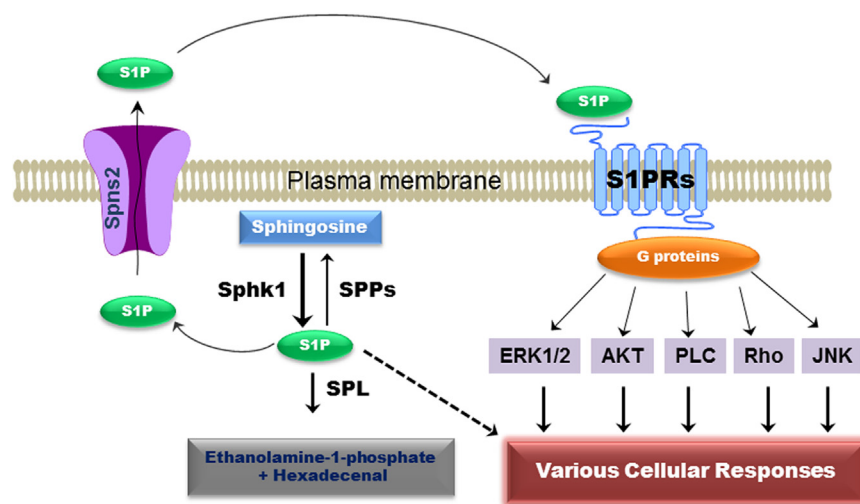 S1P
S1P
Spns2
Plasma membrane
S1PRs
Sphingosine
G proteins
Sphk1
SPPs
S1P
S1P
ERK1/2
AKT
PLC
Rho
JNK
SPL
Ethanolamine-1-phosphate
+ Hexadecenal
Various Cellular Responses